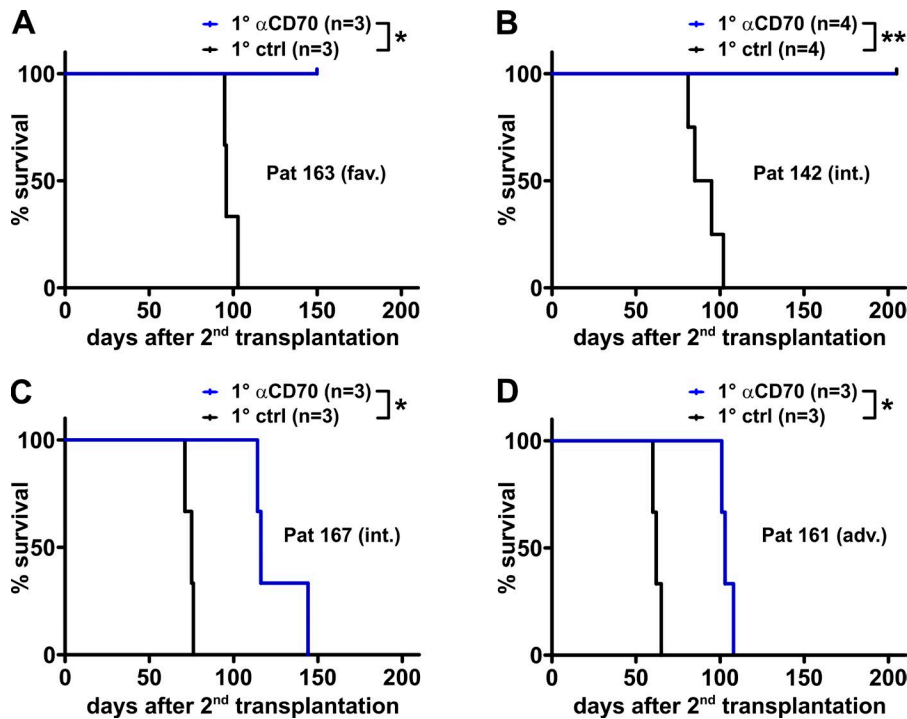 A
1° αCD70 (n=3)
1° ctrl (n=3)
*
% survival
100
50
0
Pat 163 (fav.)
0 50 100 150 200
days after 2nd transplantation
B
1° αCD70 (n=4)
1° ctrl (n=4)
**
% survival
100
50
0
Pat 142 (int.)
0 50 100 150 200
days after 2nd transplantation
C
1° αCD70 (n=3)
1° ctrl (n=3)
*
% survival
100
50
0
Pat 167 (int.)
0 50 100 150 200
days after 2nd transplantation
D
1° αCD70 (n=3)
1° ctrl (n=3)
*
% survival
100
50
0
Pat 161 (adv.)
0 50 100 150 200
days after 2nd transplantation